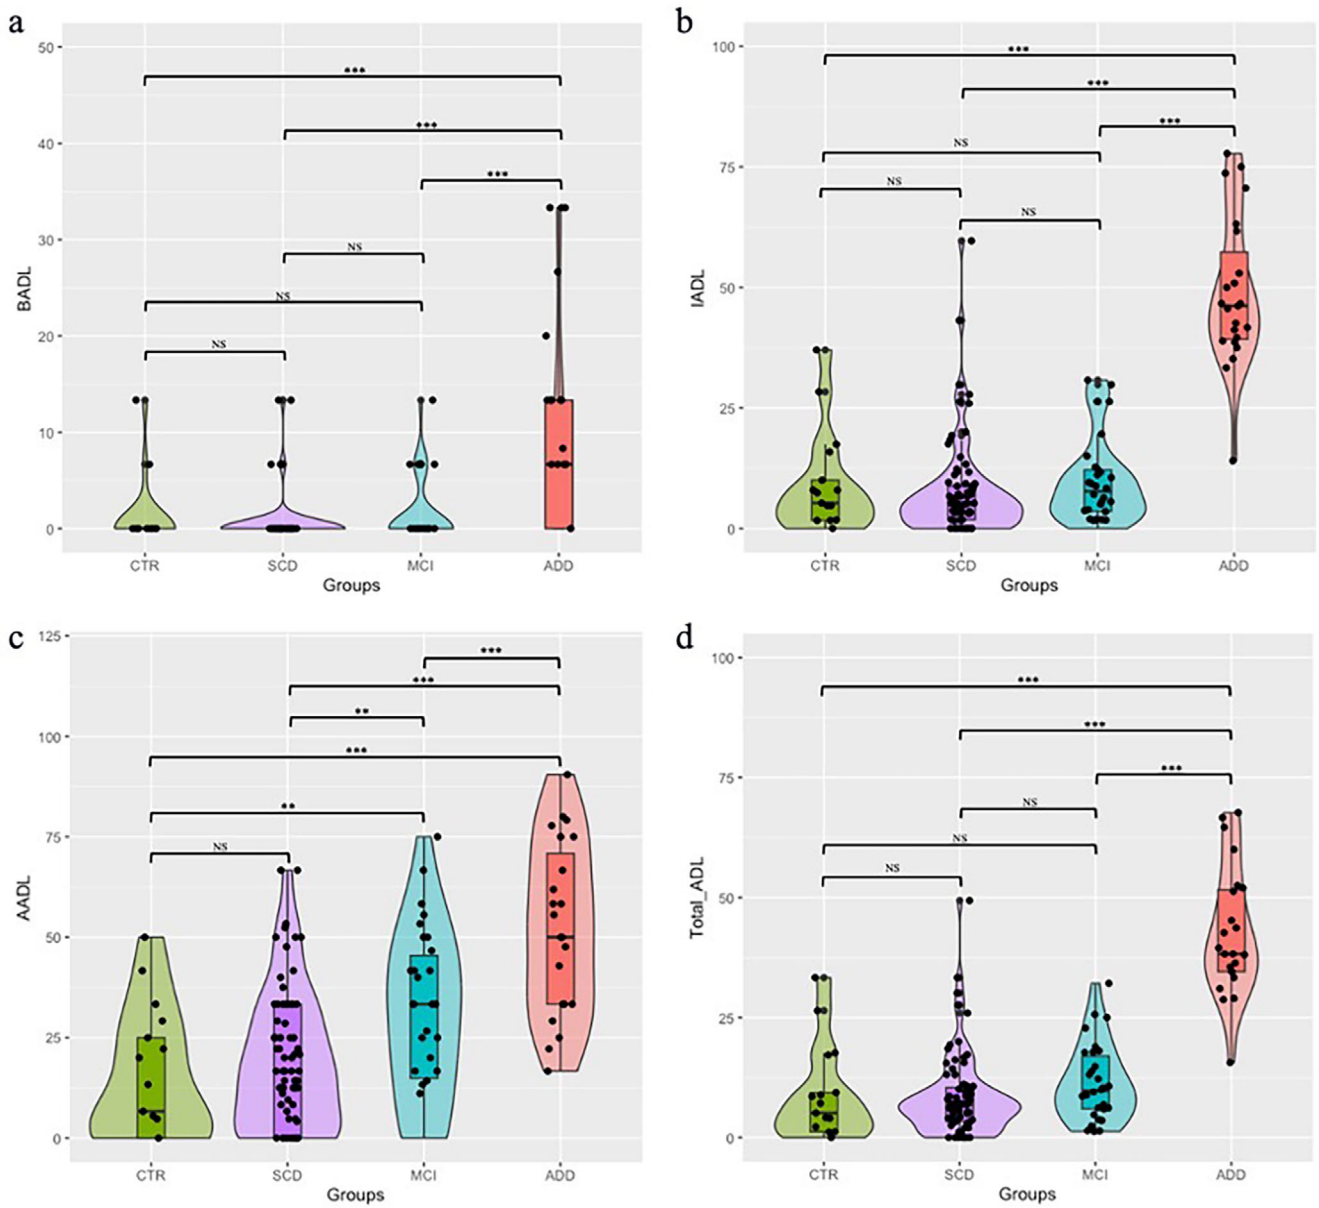 a
50
40
30
20
10
0
BADL
***
***
***
NS
NS
NS
CTR
SCD
MCI
ADD
Groups
b
100
75
50
25
0
IADL
***
***
***
NS
NS
NS
CTR
SCD
MCI
ADD
Groups
c
125
100
75
50
25
0
AADL
***
***
**
***
**
NS
CTR
SCD
MCI
ADD
Groups
d
100
75
50
25
0
Total_ADL
***
***
***
NS
NS
NS
CTR
SCD
MCI
ADD
Groups